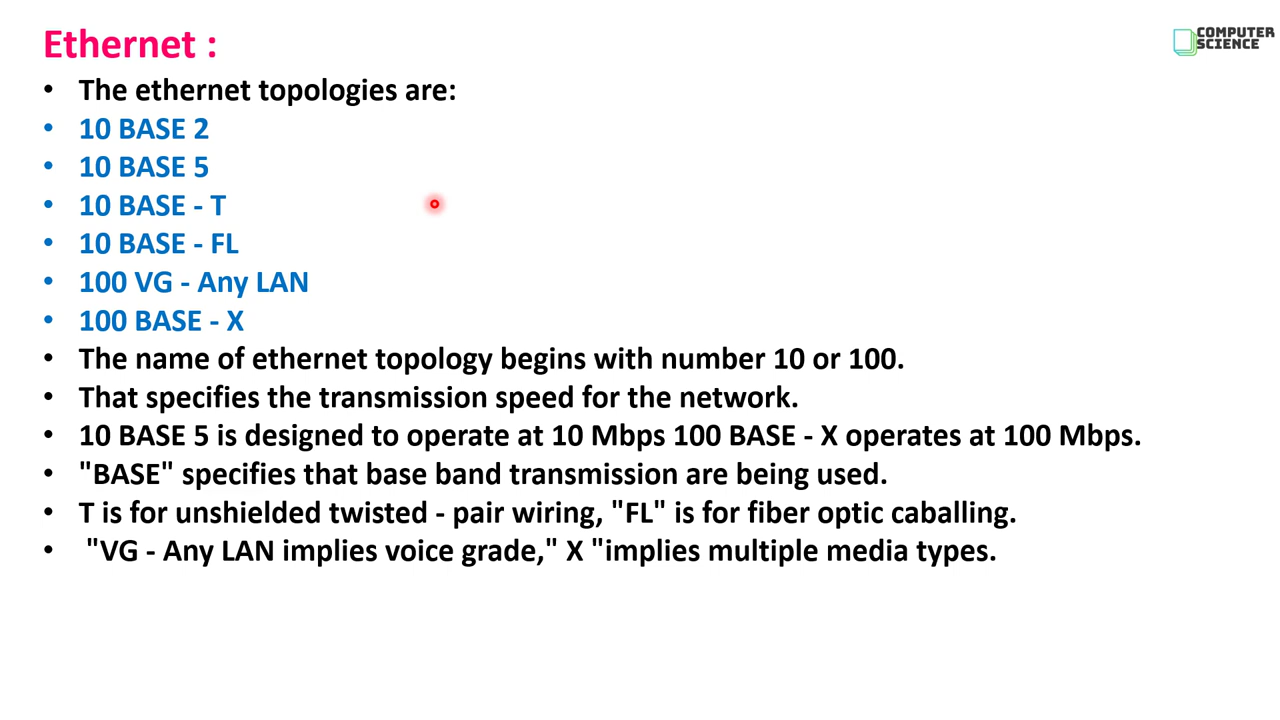 Ethernet :
COMPUTER
SCIENCE
• The ethernet topologies are:
• 10 BASE 2
• 10 BASE 5
• 10 BASE - T
• 10 BASE - FL
• 100 VG - Any LAN
• 100 BASE - X
• The name of ethernet topology begins with number 10 or 100.
• That specifies the transmission speed for the network.
• 10 BASE 5 is designed to operate at 10 Mbps 100 BASE - X operates at 100 Mbps.
• "BASE" specifies that base band transmission are being used.
• T is for unshielded twisted - pair wiring, "FL" is for fiber optic caballing.
• "VG - Any LAN implies voice grade," X "implies multiple media types.